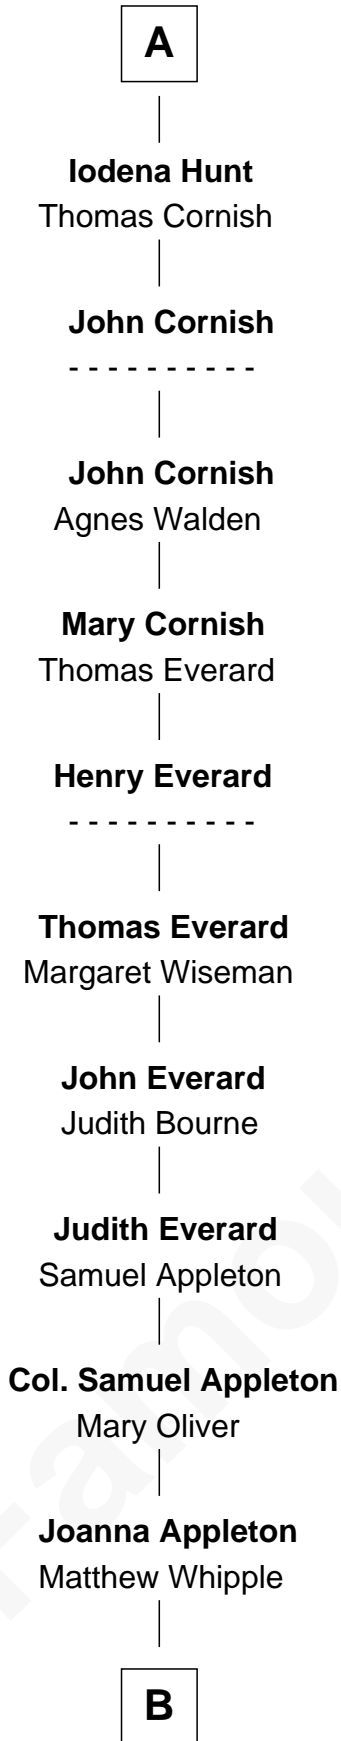 A
Iodena Hunt
Thomas Cornish
John Cornish
- - - - - - - - - -
John Cornish
Agnes Walden
Mary Cornish
Thomas Everard
Henry Everard
- - - - - - - - - -
Thomas Everard
Margaret Wiseman
John Everard
Judith Bourne
Judith Everard
Samuel Appleton
Col. Samuel Appleton
Mary Oliver
Joanna Appleton
Matthew Whipple
B